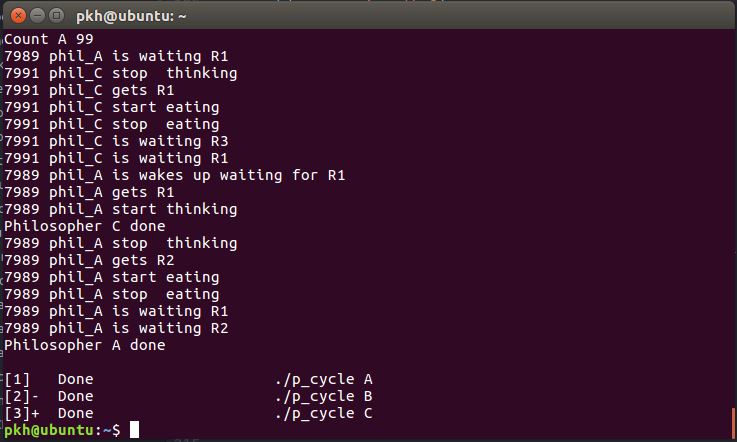 pkh@ubuntu: ~
Count A 99
7989 phil_A is waiting R1
7991 phil_C stop  thinking
7991 phil_C gets R1
7991 phil_C start eating
7991 phil_C stop  eating
7991 phil_C is waiting R3
7991 phil_C is waiting R1
7989 phil_A is wakes up waiting for R1
7989 phil_A gets R1
7989 phil_A start thinking
Philosopher C done
7989 phil_A stop  thinking
7989 phil_A gets R2
7989 phil_A start eating
7989 phil_A stop  eating
7989 phil_A is waiting R1
7989 phil_A is waiting R2
Philosopher A done
[1]   Done                    ./p_cycle A
[2]-  Done                    ./p_cycle B
[3]+  Done                    ./p_cycle C
pkh@ubuntu:~$